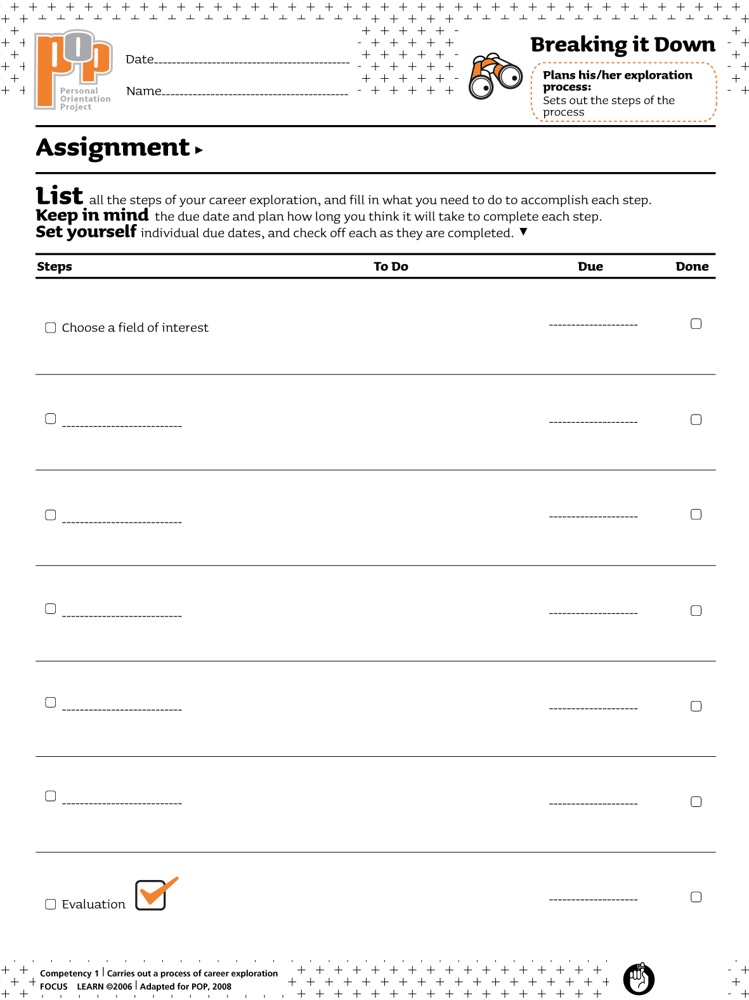 pop
Personal
Orientation
Project
Date
Name
Breaking it Down
Plans his/her exploration
process:
Sets out the steps of the
process
Assignment
List all the steps of your career exploration, and fill in what you need to do to accomplish each step.
Keep in mind the due date and plan how long you think it will take to complete each step.
Set yourself individual due dates, and check off each as they are completed.
Steps To Do Due Done
Choose a field of interest
Evaluation
Competency 1 | Carries out a process of career exploration
FOCUS LEARN ©2006 | Adapted for POP, 2008